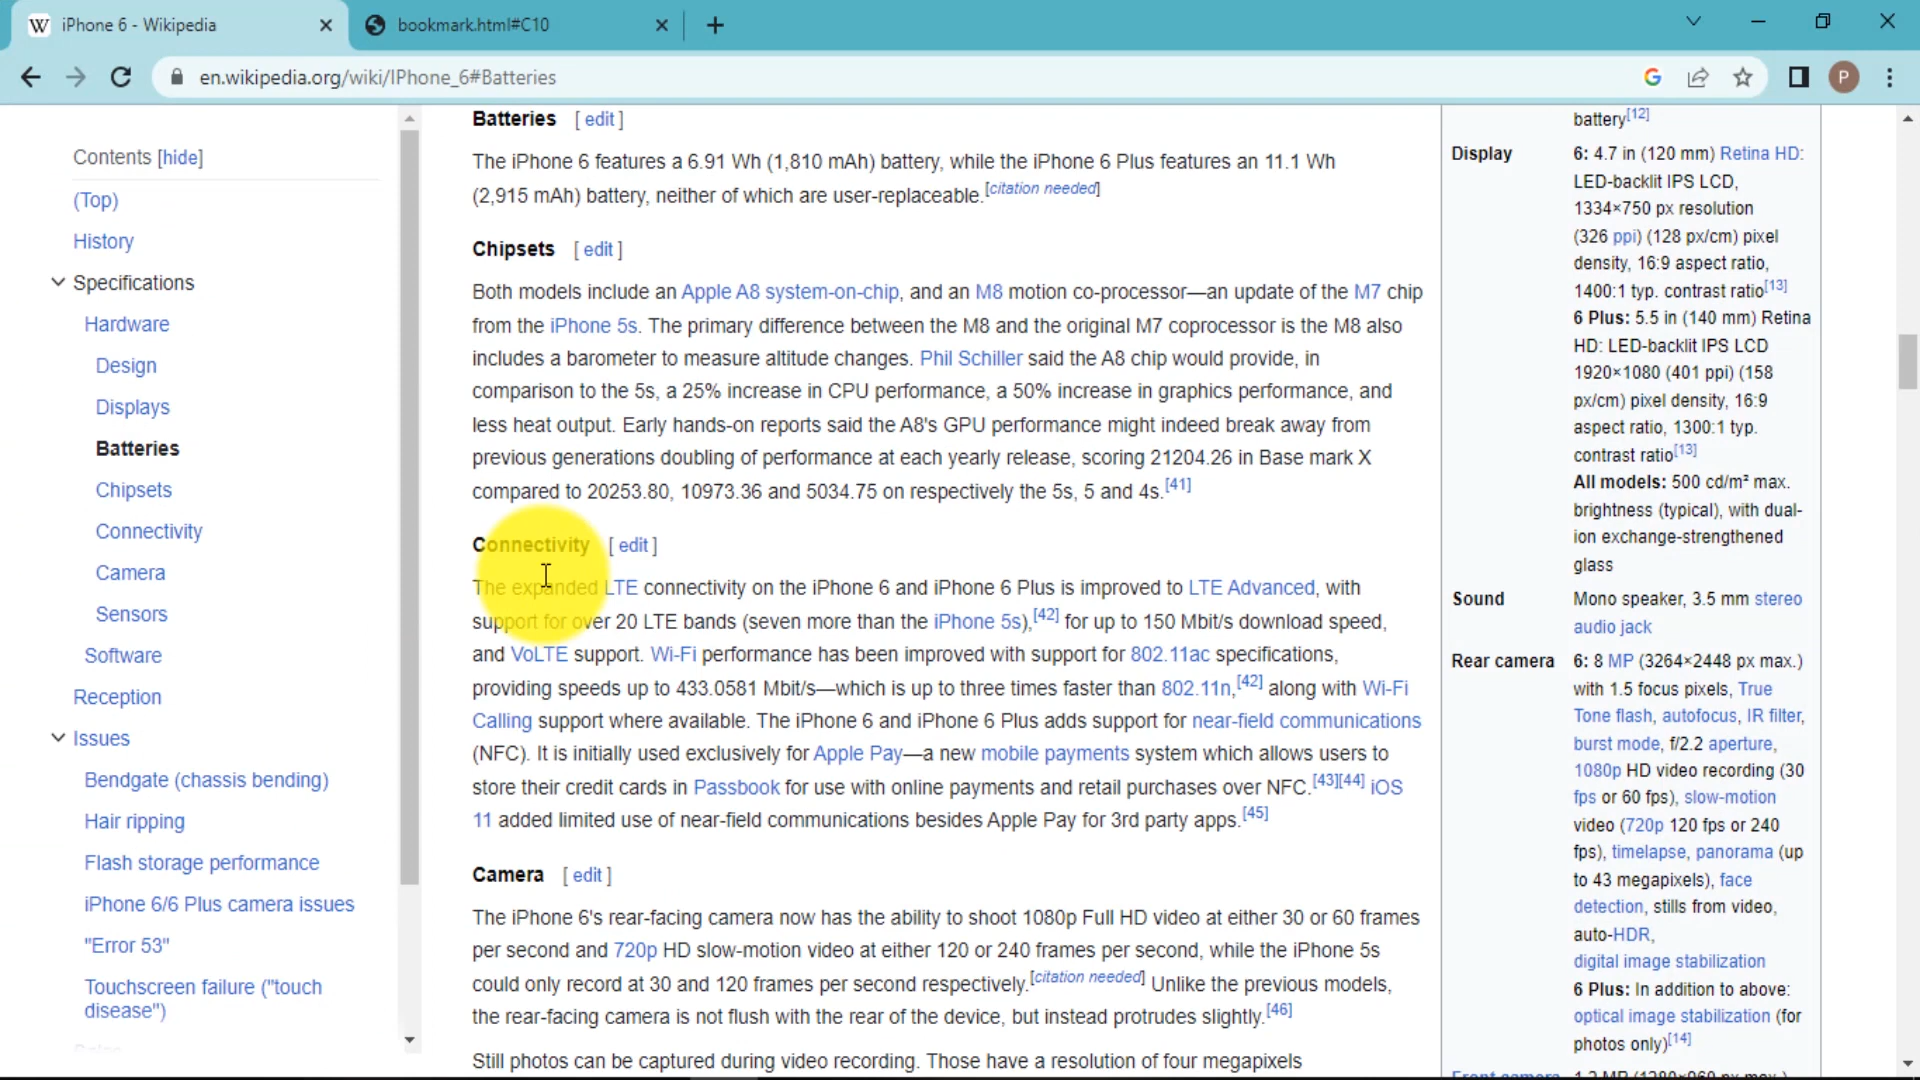 iPhone 6 - Wikipedia
bookmark.html#C10
en.wikipedia.org/wiki/IPhone_6#Batteries
P
Contents [hide]
(Top)
History
Specifications
Hardware
Design
Displays
Batteries
Chipsets
Connectivity
Camera
Sensors
Software
Reception
Issues
Bendgate (chassis bending)
Hair ripping
Flash storage performance
iPhone 6/6 Plus camera issues
"Error 53"
Touchscreen failure ("touch
disease")
Batteries [ edit ]
The iPhone 6 features a 6.91 Wh (1,810 mAh) battery, while the iPhone 6 Plus features an 11.1 Wh
(2,915 mAh) battery, neither of which are user-replaceable.[citation needed]
Chipsets [ edit ]
Both models include an Apple A8 system-on-chip, and an M8 motion co-processor—an update of the M7 chip
from the iPhone 5s. The primary difference between the M8 and the original M7 coprocessor is the M8 also
includes a barometer to measure altitude changes. Phil Schiller said the A8 chip would provide, in
comparison to the 5s, a 25% increase in CPU performance, a 50% increase in graphics performance, and
less heat output. Early hands-on reports said the A8's GPU performance might indeed break away from
previous generations doubling of performance at each yearly release, scoring 21204.26 in Base mark X
compared to 20253.80, 10973.36 and 5034.75 on respectively the 5s, 5 and 4s.[41]
Connectivity [ edit ]
The expanded LTE connectivity on the iPhone 6 and iPhone 6 Plus is improved to LTE Advanced, with
support for over 20 LTE bands (seven more than the iPhone 5s),[42] for up to 150 Mbit/s download speed,
and VoLTE support. Wi-Fi performance has been improved with support for 802.11ac specifications,
providing speeds up to 433.0581 Mbit/s—which is up to three times faster than 802.11n,[42] along with Wi-Fi
Calling support where available. The iPhone 6 and iPhone 6 Plus adds support for near-field communications
(NFC). It is initially used exclusively for Apple Pay—a new mobile payments system which allows users to
store their credit cards in Passbook for use with online payments and retail purchases over NFC.[43][44] iOS
11 added limited use of near-field communications besides Apple Pay for 3rd party apps.[45]
Camera [ edit ]
The iPhone 6's rear-facing camera now has the ability to shoot 1080p Full HD video at either 30 or 60 frames
per second and 720p HD slow-motion video at either 120 or 240 frames per second, while the iPhone 5s
could only record at 30 and 120 frames per second respectively.[citation needed] Unlike the previous models,
the rear-facing camera is not flush with the rear of the device, but instead protrudes slightly.[46]
Still photos can be captured during video recording. Those have a resolution of four megapixels
battery[12]
Display 6: 4.7 in (120 mm) Retina HD:
LED-backlit IPS LCD,
1334×750 px resolution
(326 ppi) (128 px/cm) pixel
density, 16:9 aspect ratio,
1400:1 typ. contrast ratio[13]
6 Plus: 5.5 in (140 mm) Retina
HD: LED-backlit IPS LCD
1920×1080 (401 ppi) (158
px/cm) pixel density, 16:9
aspect ratio, 1300:1 typ.
contrast ratio[13]
All models: 500 cd/m² max.
brightness (typical), with dual-
ion exchange-strengthened
glass
Sound Mono speaker, 3.5 mm stereo
audio jack
Rear camera 6: 8 MP (3264×2448 px max.)
with 1.5 focus pixels, True
Tone flash, autofocus, IR filter,
burst mode, f/2.2 aperture,
1080p HD video recording (30
fps or 60 fps), slow-motion
video (720p 120 fps or 240
fps), timelapse, panorama (up
to 43 megapixels), face
detection, stills from video,
auto-HDR,
digital image stabilization
6 Plus: In addition to above:
optical image stabilization (for
photos only)[14]
Front camera 1.2 MP (1280×960 px max.)